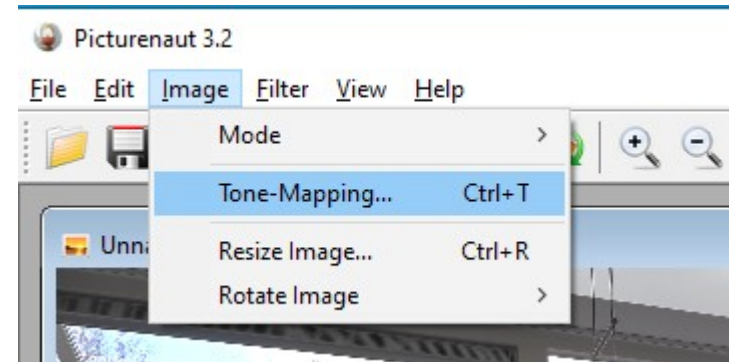 Picturenaut 3.2
File Edit Image Filter View Help
Mode
Tone-Mapping... Ctrl+T
Unna
Resize Image... Ctrl+R
Rotate Image